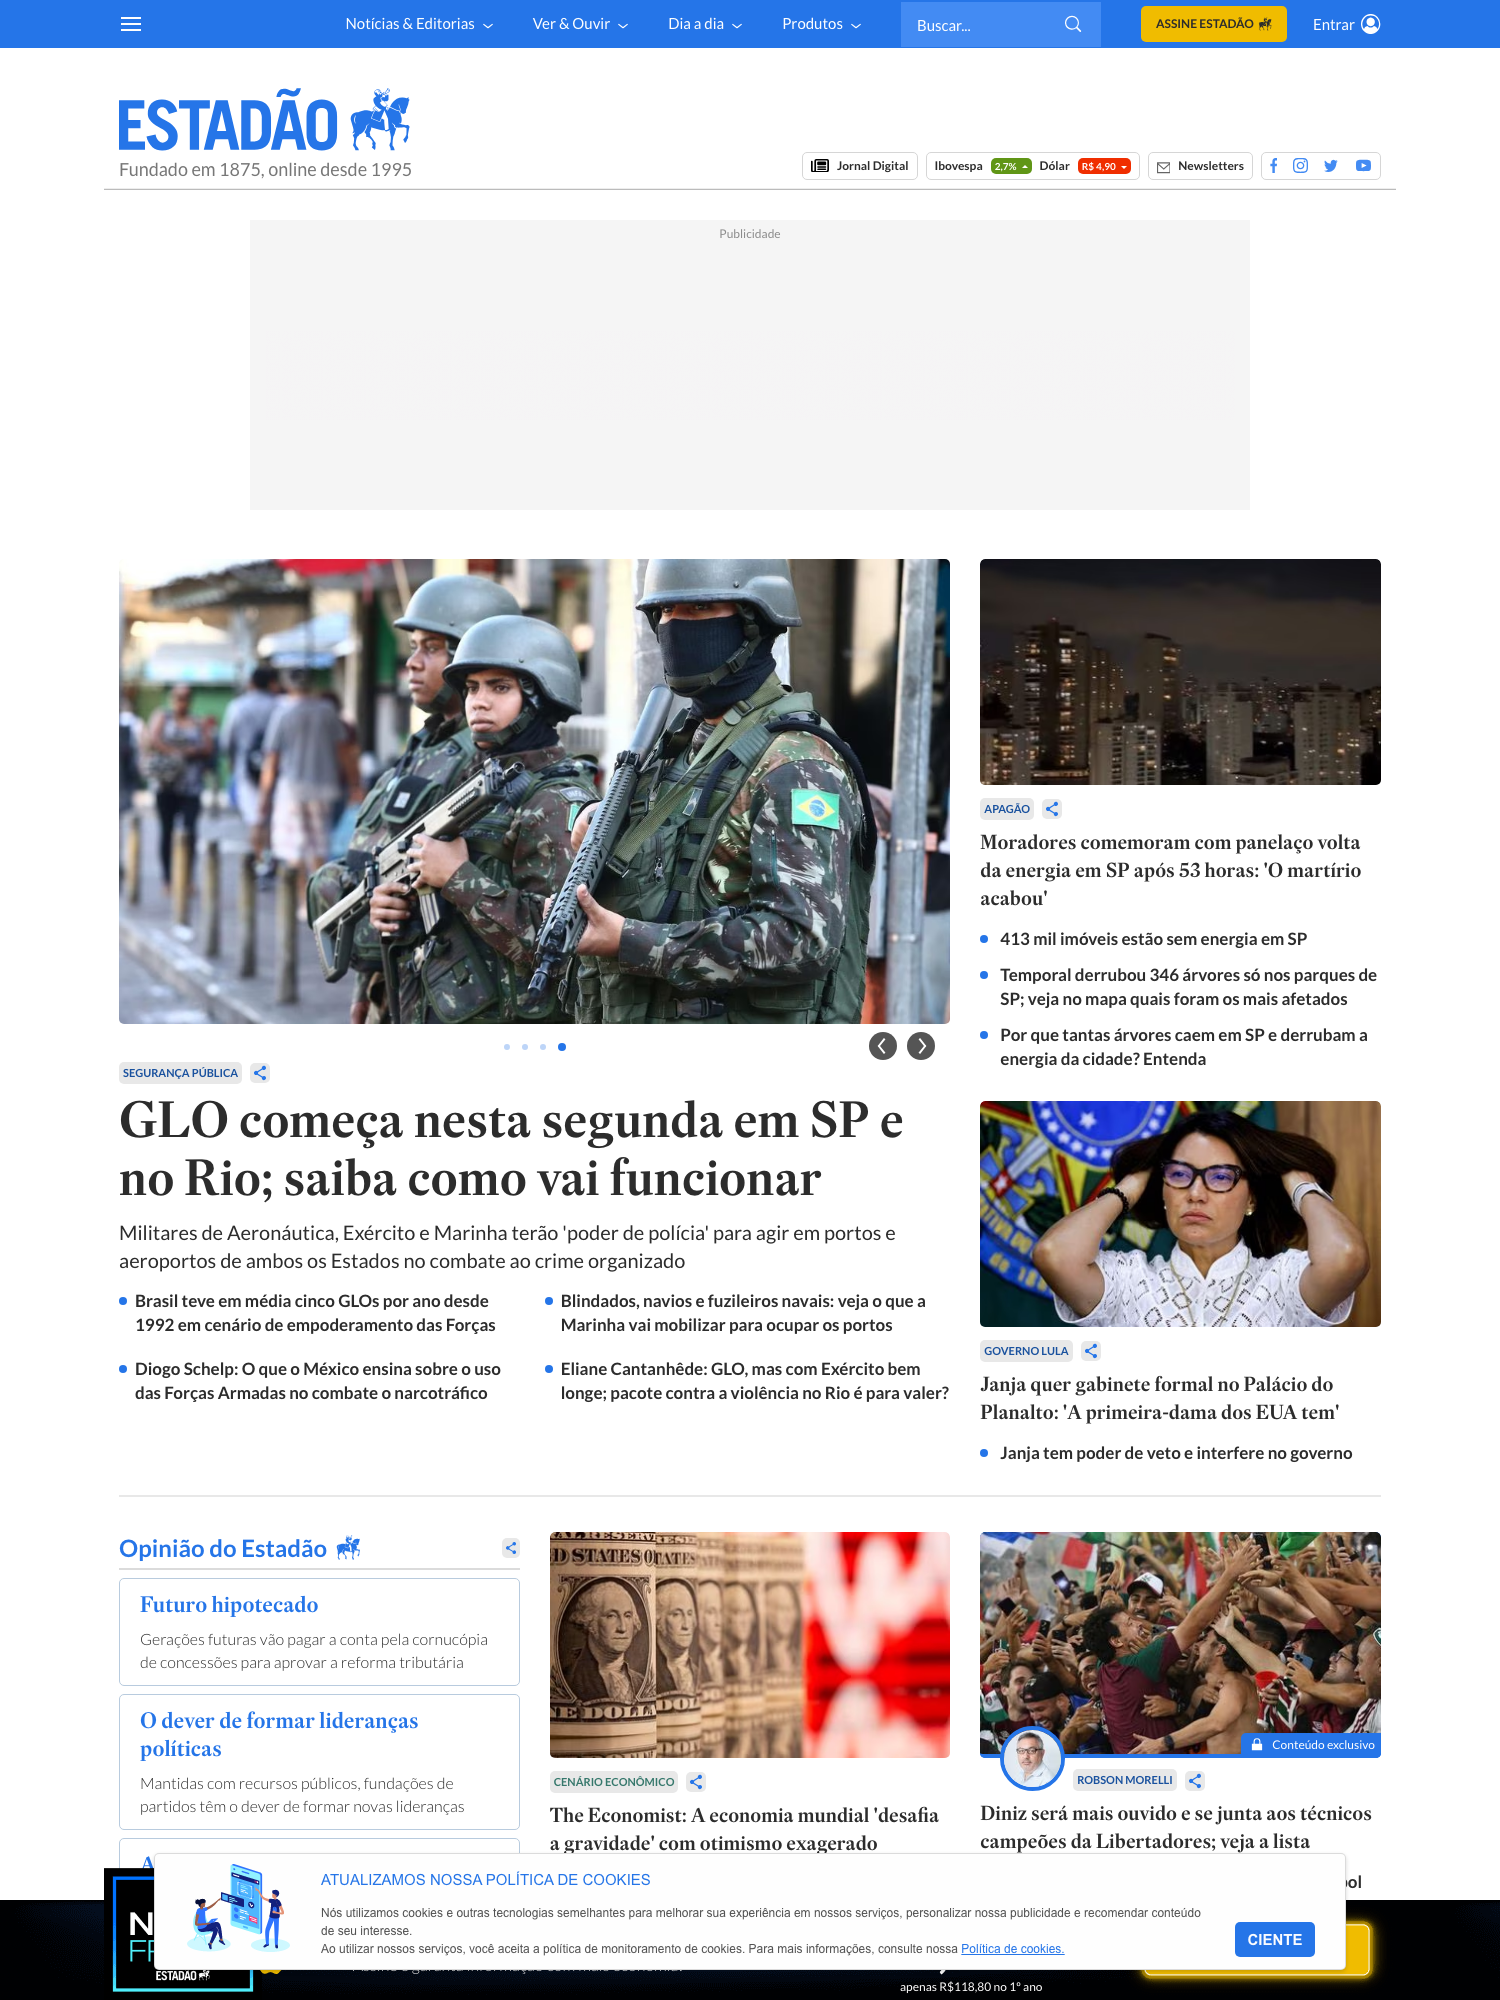 Notícias & Editorias
Ver & Ouvir
Dia a dia
Produtos
Buscar...
ASSINE ESTADÃO
Entrar
ESTADÃO
Fundado em 1875, online desde 1995
Jornal Digital
Ibovespa 2,7% Dólar R$ 4,90
Newsletters
Publicidade
APAGÃO
Moradores comemoram com panelaço volta
da energia em SP após 53 horas: 'O martírio
acabou'
413 mil imóveis estão sem energia em SP
Temporal derrubou 346 árvores só nos parques de
SP; veja no mapa quais foram os mais afetados
Por que tantas árvores caem em SP e derrubam a
energia da cidade? Entenda
SEGURANÇA PÚBLICA
GLO começa nesta segunda em SP e
no Rio; saiba como vai funcionar
Militares de Aeronáutica, Exército e Marinha terão 'poder de polícia' para agir em portos e
aeroportos de ambos os Estados no combate ao crime organizado
Brasil teve em média cinco GLOs por ano desde
1992 em cenário de empoderamento das Forças
Blindados, navios e fuzileiros navais: veja o que a
Marinha vai mobilizar para ocupar os portos
Diogo Schelp: O que o México ensina sobre o uso
das Forças Armadas no combate o narcotráfico
Eliane Cantanhêde: GLO, mas com Exército bem
longe; pacote contra a violência no Rio é para valer?
GOVERNO LULA
Janja quer gabinete formal no Palácio do
Planalto: 'A primeira-dama dos EUA tem'
Janja tem poder de veto e interfere no governo
Opinião do Estadão
Futuro hipotecado
Gerações futuras vão pagar a conta pela cornucópia
de concessões para aprovar a reforma tributária
O dever de formar lideranças
políticas
Mantidas com recursos públicos, fundações de
partidos têm o dever de formar novas lideranças
D STATES O
CENÁRIO ECONÔMICO
The Economist: A economia mundial 'desafia
a gravidade' com otimismo exagerado
Conteúdo exclusivo
ROBSON MORELLI
Diniz será mais ouvido e se junta aos técnicos
campeões da Libertadores; veja a lista
ATUALIZAMOS NOSSA POLÍTICA DE COOKIES
Nós utilizamos cookies e outras tecnologias semelhantes para melhorar sua experiência em nossos serviços, personalizar nossa publicidade e recomendar conteúdo
de seu interesse.
Ao utilizar nossos serviços, você aceita a política de monitoramento de cookies. Para mais informações, consulte nossa Política de cookies.
CIENTE
ESTADÃO
apenas R$118,80 no 1º ano